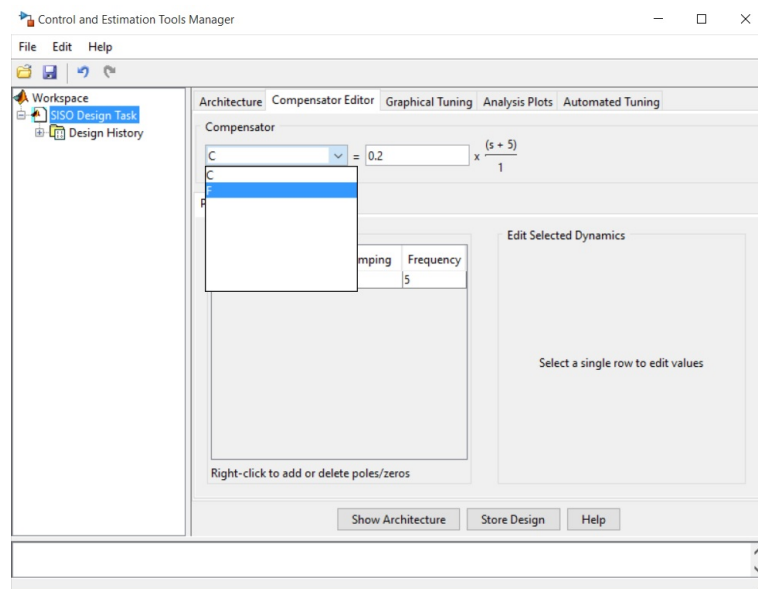 Control and Estimation Tools Manager
File Edit Help
Workspace
SISO Design Task
Design History
Architecture Compensator Editor Graphical Tuning Analysis Plots Automated Tuning
Compensator
C = 0.2 x (s + 5)
1
C
F
Edit Selected Dynamics
Frequency
5
Select a single row to edit values
Right-click to add or delete poles/zeros
Show Architecture Store Design Help